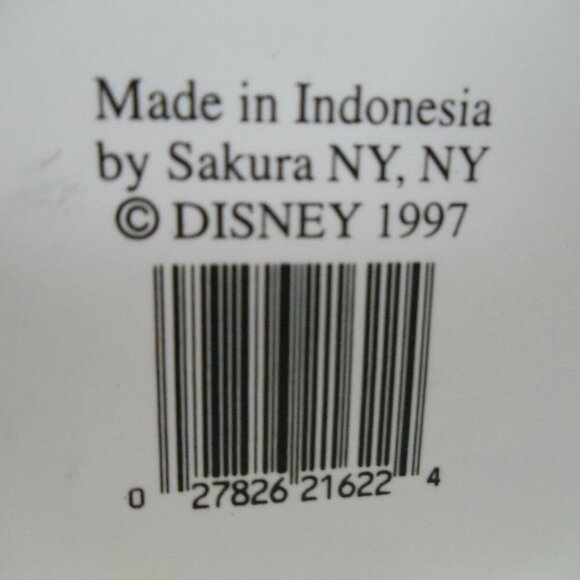 Made in Indonesia
by Sakura NY, NY
© DISNEY 1997
0 27826 21622 4